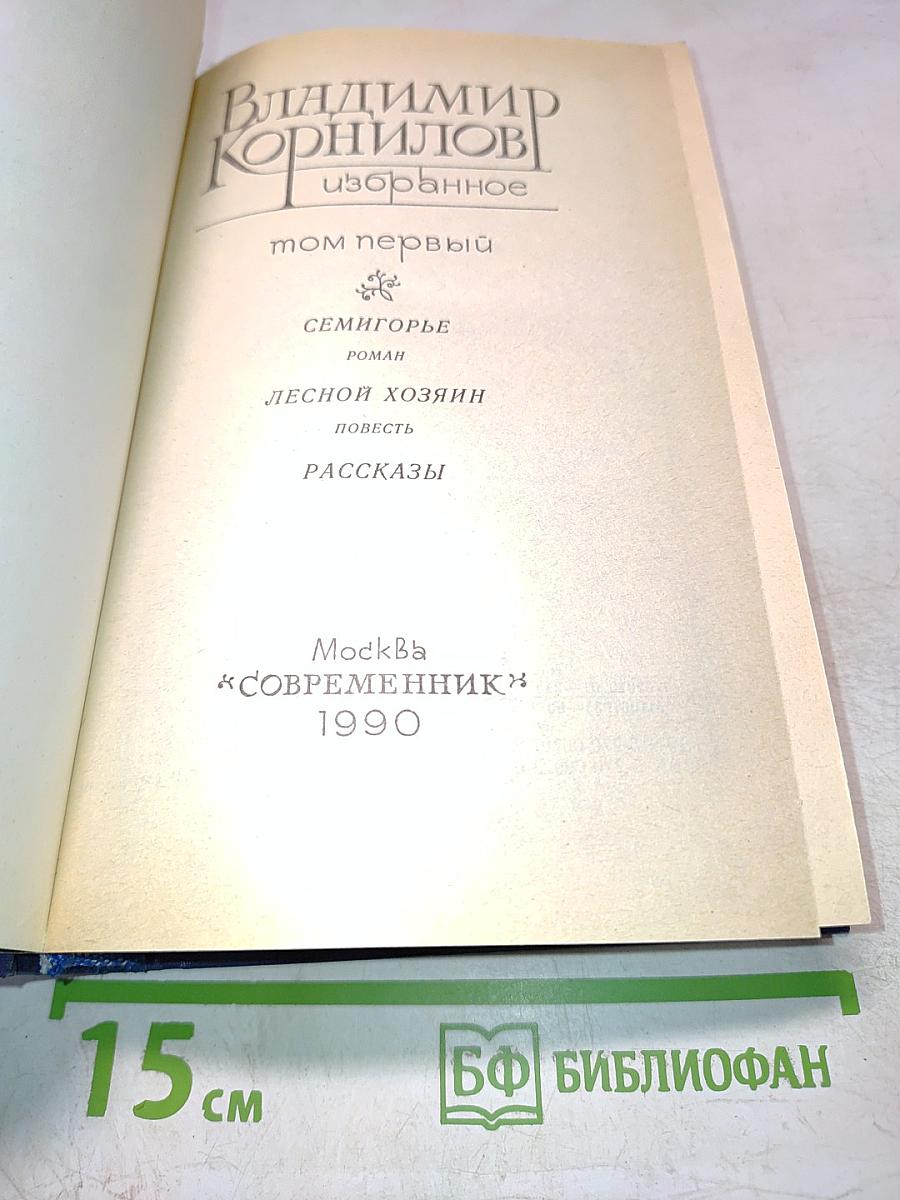 Владимир
Корнилов
избранное
том первый
СЕМИГОРЬЕ
РОМАН
ЛЕСНОЙ ХОЗЯИН
ПОВЕСТЬ
РАССКАЗЫ
Москва
«СОВРЕМЕННИК»
1990
15 см
БФ БИБЛИОФАН